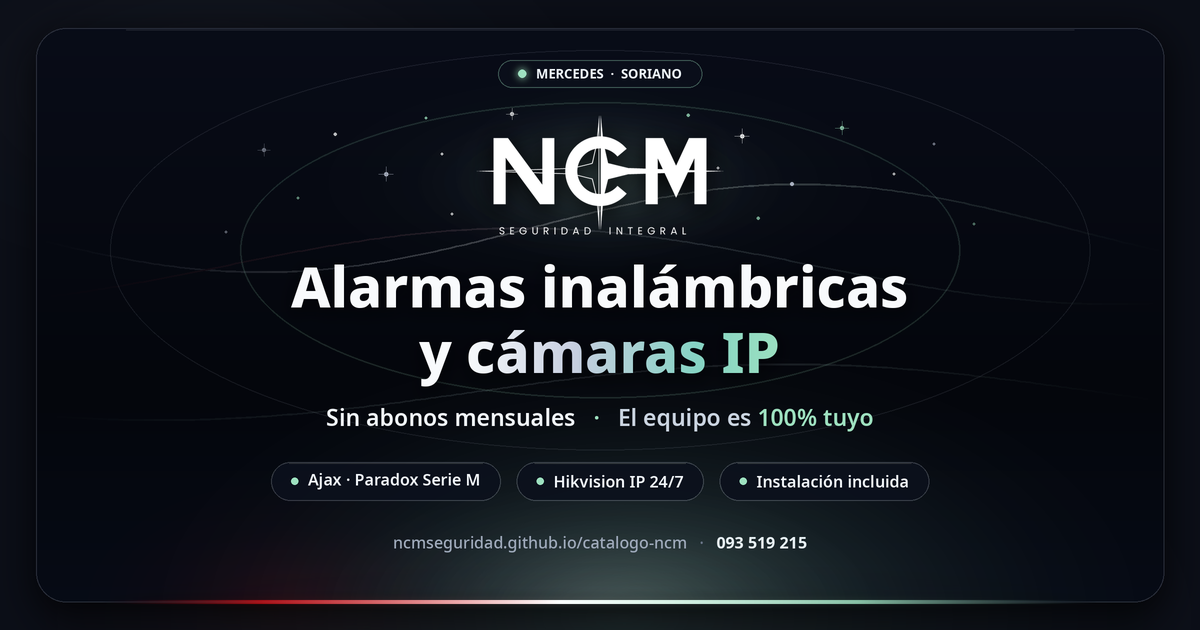 MERCEDES · SORIANO
NCM
SEGURIDAD INTEGRAL
Alarmas inalámbricas
y cámaras IP
Sin abonos mensuales · El equipo es 100% tuyo
Ajax · Paradox Serie M
Hikvision IP 24/7
Instalación incluida
ncmseguridad.github.io/catalogo-ncm · 093 519 215